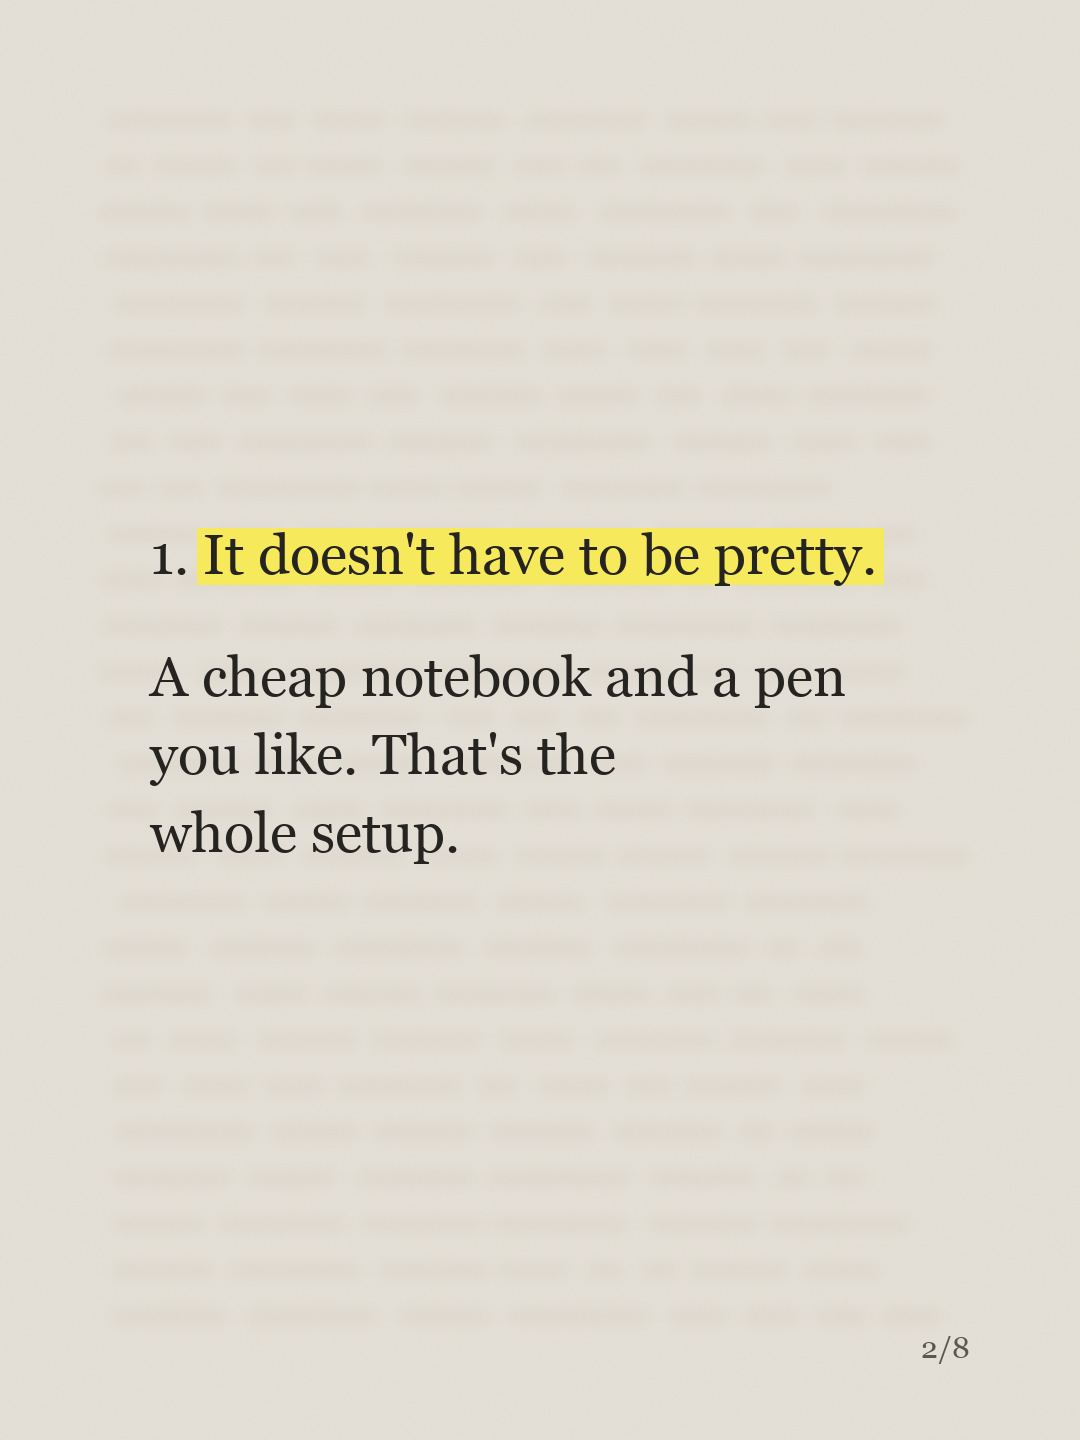 1. It doesn't have to be pretty.
A cheap notebook and a pen
you like. That's the
whole setup.
2/8